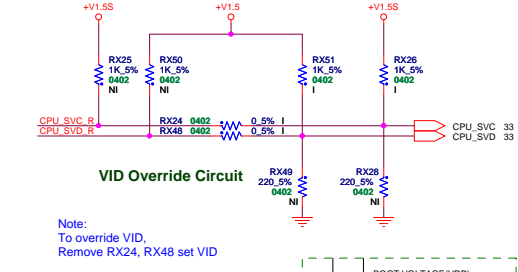 +V1.5S
+V1.5
+V1.5S
RX25
1K_5%
0402
NI
RX50
1K_5%
0402
NI
RX51
1K_5%
0402
I
RX26
1K_5%
0402
I
CPU_SVC_R
RX24 0402 0_5% I
CPU_SVC 33
CPU_SVD_R
RX48 0402 0_5% I
CPU_SVD 33
VID Override Circuit
RX49
220_5%
0402
NI
RX28
220_5%
0402
NI
Note:
To override VID,
Remove RX24, RX48 set VID